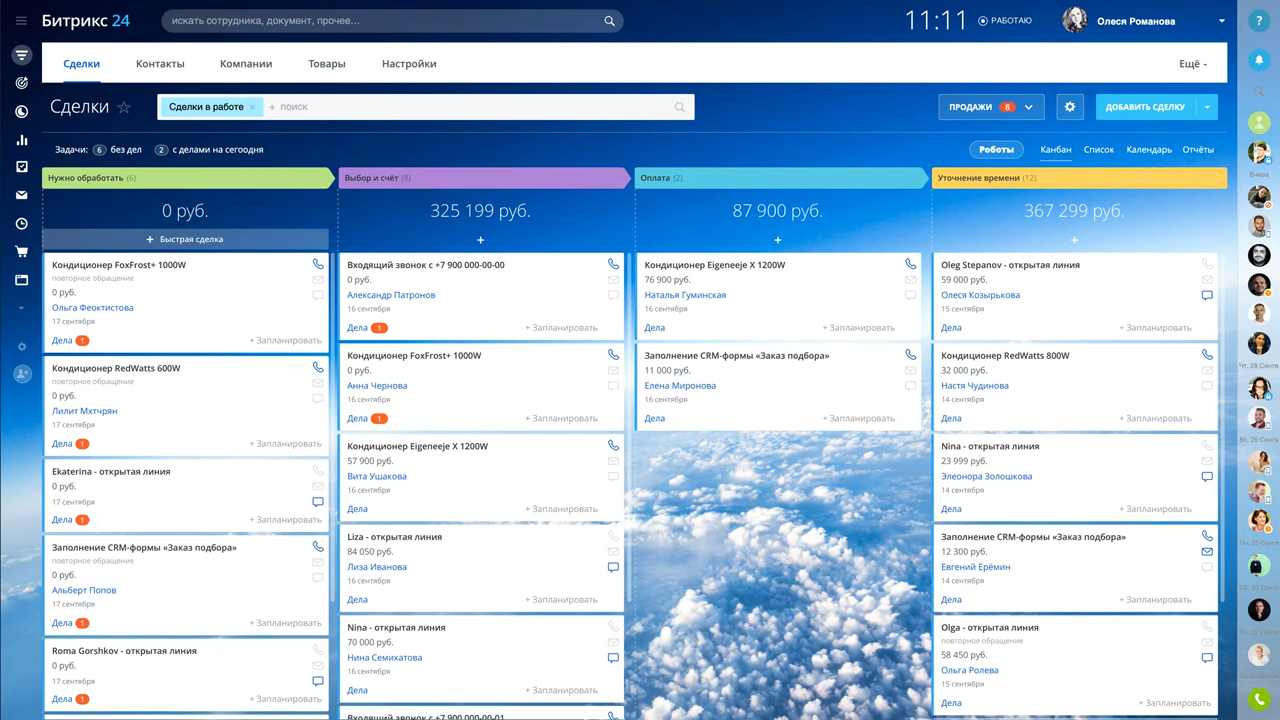 Битрикс 24
искать сотрудника, документ, прочее...
11:11
РАБОТАЮ
Олеся Романова
Сделки
Контакты
Компании
Товары
Настройки
Ещё
Сделки
Сделки в работе ×
+ поиск
ПРОДАЖИ 8
ДОБАВИТЬ СДЕЛКУ
Задачи: 6 без дел 2 с делами на сегоодня
Роботы
Канбан
Список
Календарь
Отчёты
Нужно обработать (6)
0 руб.
+ Быстрая сделка
Кондиционер FoxFrost+ 1000W
повторное обращение
0 руб.
Ольга Феоктистова
17 сентября
Дела 1 + Запланировать
Кондиционер RedWatts 600W
повторное обращение
0 руб.
Лилит Мхтчрян
17 сентября
Дела 1 + Запланировать
Ekaterina - открытая линия
0 руб.
17 сентября
Дела 1 + Запланировать
Заполнение CRM-формы «Заказ подбора»
повторное обращение
0 руб.
Альберт Попов
17 сентября
Дела 1 + Запланировать
Roma Gorshkov - открытая линия
0 руб.
17 сентября
Дела 1 + Запланировать
Выбор и счёт (8)
325 199 руб.
+
Входящий звонок с +7 900 000-00-00
0 руб.
Александр Патронов
16 сентября
Дела 1 + Запланировать
Кондиционер FoxFrost+ 1000W
0 руб.
Анна Чернова
16 сентября
Дела 1 + Запланировать
Кондиционер Eigeneeje X 1200W
57 900 руб.
Вита Ушакова
16 сентября
Дела + Запланировать
Liza - открытая линия
84 050 руб.
Лиза Иванова
16 сентября
Дела + Запланировать
Nina - открытая линия
70 000 руб.
Нина Семихатова
16 сентября
Дела + Запланировать
Входящий звонок с +7 900 000-00-01
Оплата (2)
87 900 руб.
+
Кондиционер Eigeneeje X 1200W
76 900 руб.
Наталья Гуминская
16 сентября
Дела + Запланировать
Заполнение CRM-формы «Заказ подбора»
11 000 руб.
Елена Миронова
16 сентября
Дела + Запланировать
Уточнение времени (12)
367 299 руб.
+
Oleg Stepanov - открытая линия
59 000 руб.
Олеся Козырькова
15 сентября
Дела + Запланировать
Кондиционер RedWatts 800W
32 000 руб.
Настя Чудинова
14 сентября
Дела + Запланировать
Nina - открытая линия
23 999 руб.
Элеонора Золошкова
14 сентября
Дела + Запланировать
Заполнение CRM-формы «Заказ подбора»
12 300 руб.
Евгений Ерёмин
14 сентября
Дела + Запланировать
Olga - открытая линия
повторное обращение
58 450 руб.
Ольга Ролева
15 сентября
Дела + Запланировать
?
Вчера
Чт, 28 Сентя
Вт, 26 Сентя
Пн, 25 Сентя